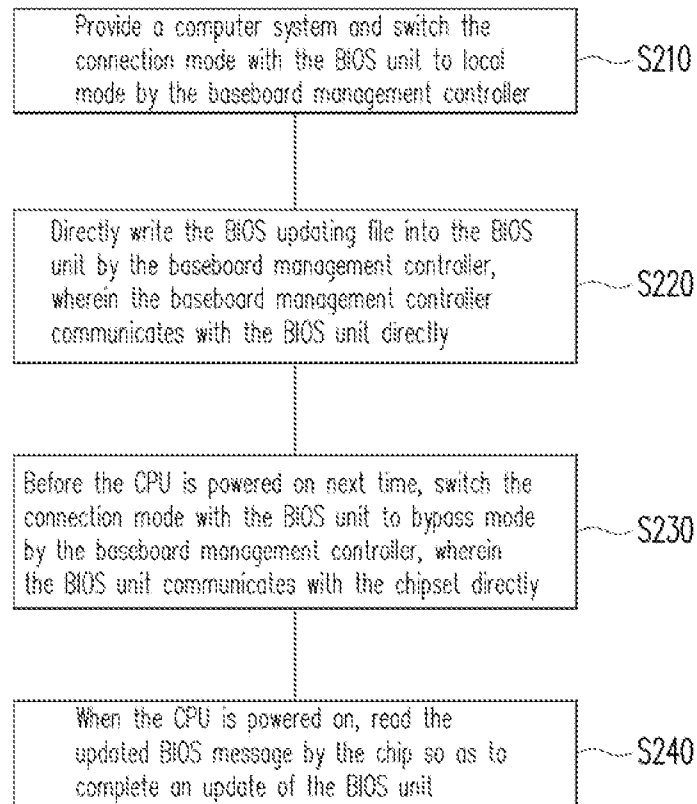 Provide a computer system and switch the
connection mode with the BIOS unit to local
mode by the baseboard management controller
S210
Directly write the BIOS updating file into the BIOS
unit by the baseboard management controller,
wherein the baseboard management controller
communicates with the BIOS unit directly
S220
Before the CPU is powered on next time, switch the
connection mode with the BIOS unit to bypass mode
by the baseboard management controller, wherein
the BIOS unit communicates with the chipset directly
S230
When the CPU is powered on, read the
updated BIOS message by the chip so as to
complete an update of the BIOS unit
S240